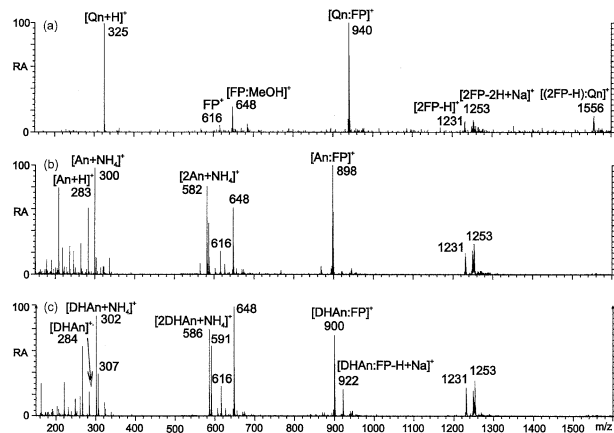 (a)
100
RA
0
[Qn+H]⁺
325
FP⁺
616
[FP:MeOH]⁺
648
[Qn:FP]⁺
940
[2FP-H]⁺
1231
[2FP-2H+Na]⁺
1253
[(2FP-H):Qn]⁺
1556
(b)
100
RA
0
[An+H]⁺
283
[An+NH₄]⁺
300
[2An+NH₄]⁺
582
616
648
[An:FP]⁺
898
1231
1253
(c)
100
RA
0
[DHAn]⁺·
284
[DHAn+NH₄]⁺
302
307
[2DHAn+NH₄]⁺
586
591
616
648
[DHAn:FP]⁺
900
[DHAn:FP-H+Na]⁺
922
1231
1253
200 300 400 500 600 700 800 900 1000 1100 1200 1300 1400 1500 m/z